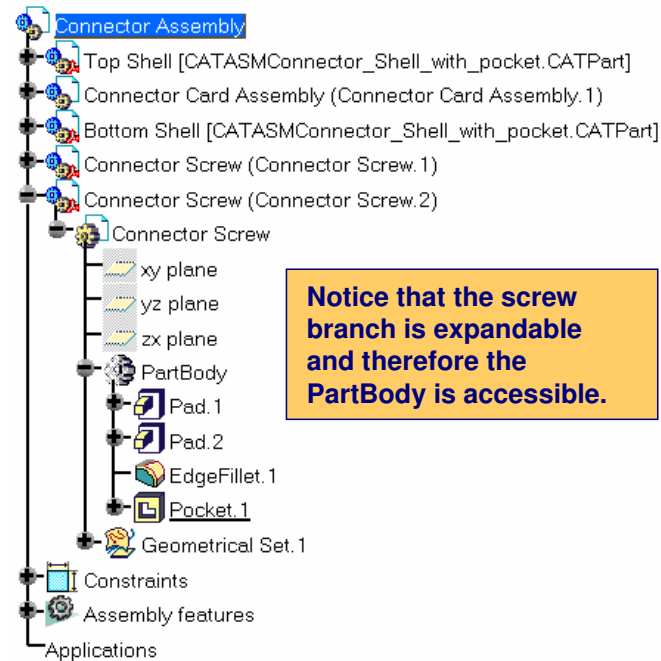 Connector Assembly
Top Shell [CATASMConnector_Shell_with_pocket.CATPart]
Connector Card Assembly (Connector Card Assembly.1)
Bottom Shell [CATASMConnector_Shell_with_pocket.CATPart]
Connector Screw (Connector Screw.1)
Connector Screw (Connector Screw.2)
Connector Screw
xy plane
yz plane
zx plane
PartBody
Pad.1
Pad.2
EdgeFillet.1
Pocket.1
Geometrical Set.1
Constraints
Assembly features
Applications
Notice that the screw
branch is expandable
and therefore the
PartBody is accessible.